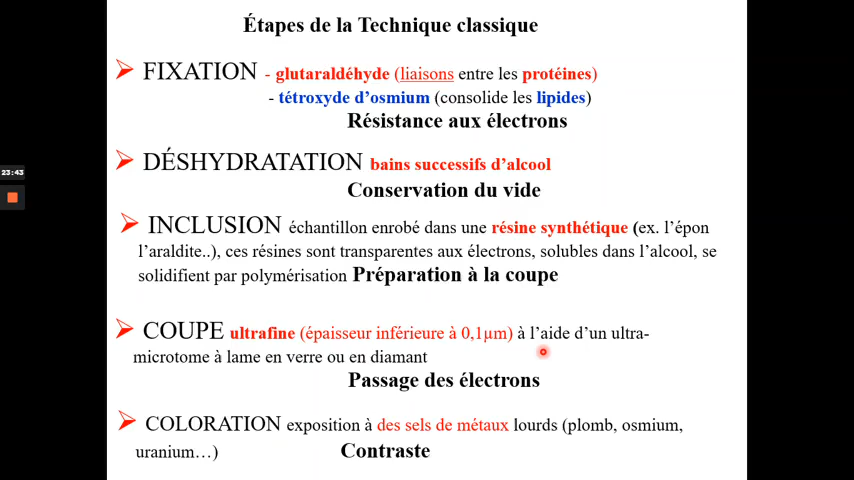 Étapes de la Technique classique
FIXATION - glutaraldéhyde (liaisons entre les protéines)
- tétroxyde d’osmium (consolide les lipides)
Résistance aux électrons
DÉSHYDRATATION bains successifs d’alcool
Conservation du vide
INCLUSION échantillon enrobé dans une résine synthétique (ex. l’épon
l’araldite..), ces résines sont transparentes aux électrons, solubles dans l’alcool, se
solidifient par polymérisation Préparation à la coupe
COUPE ultrafine (épaisseur inférieure à 0,1µm) à l’aide d’un ultra-
microtome à lame en verre ou en diamant
Passage des électrons
COLORATION exposition à des sels de métaux lourds (plomb, osmium,
uranium…) Contraste
23:43